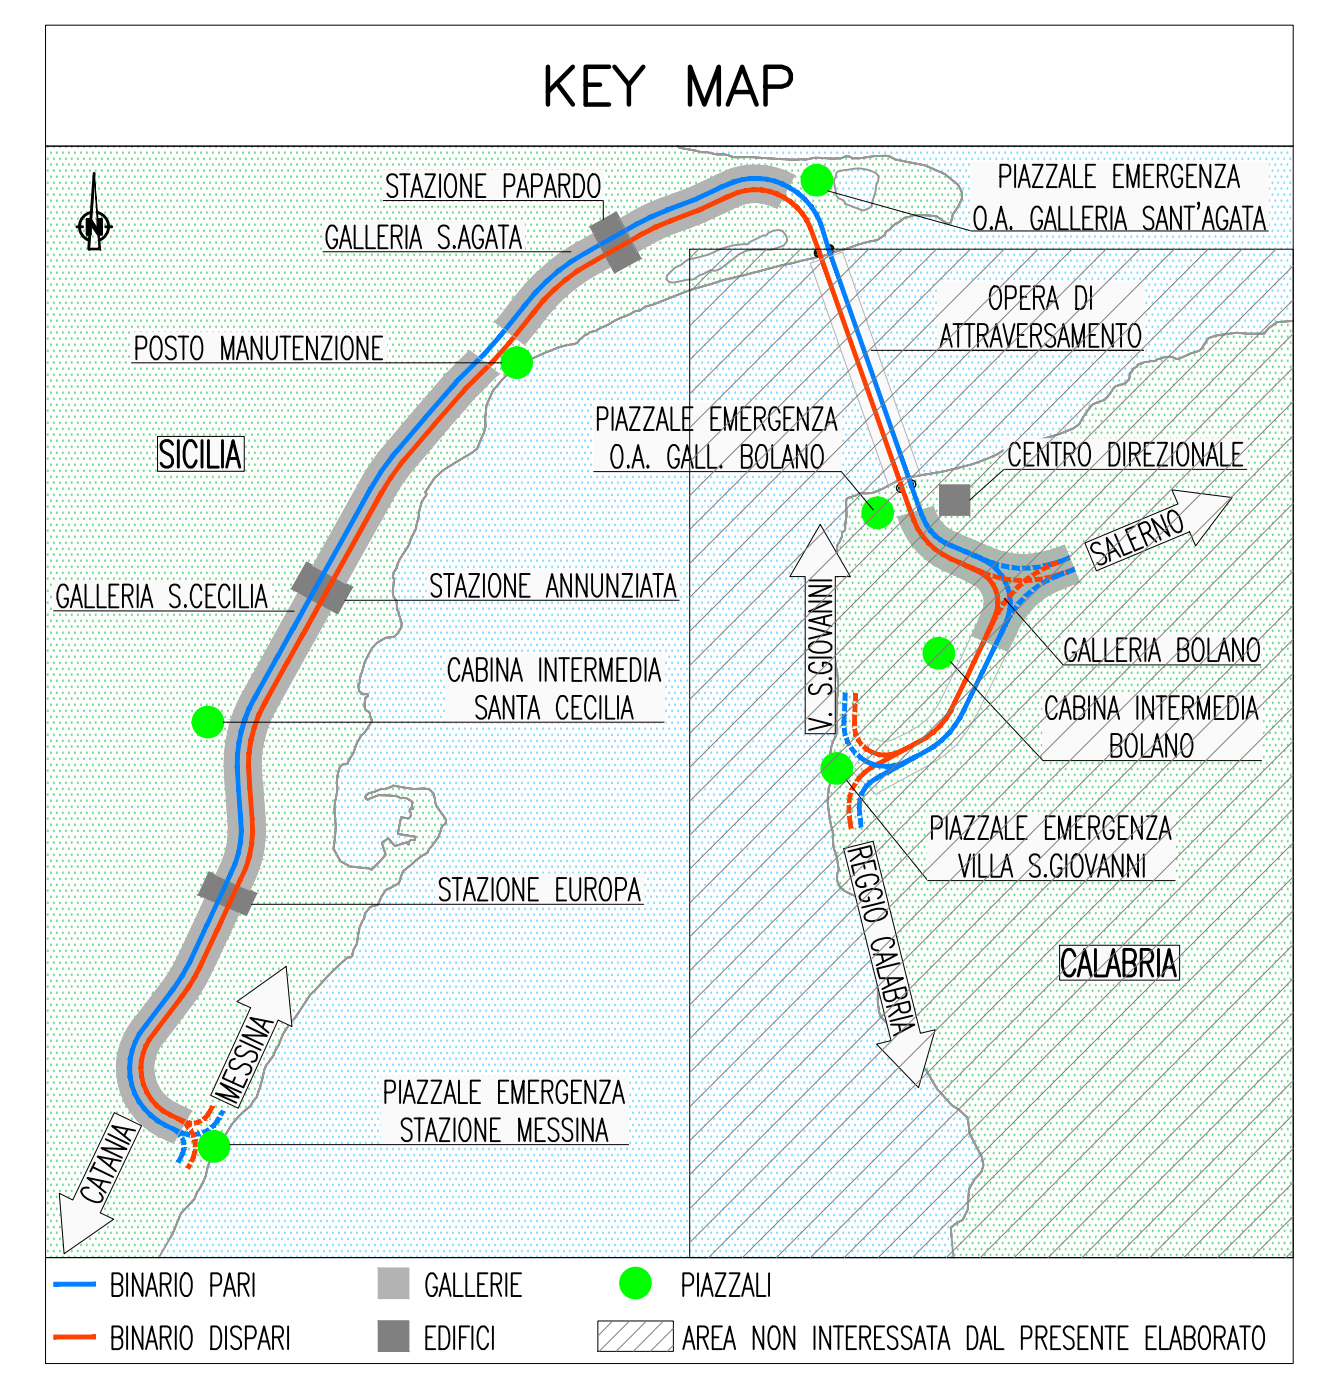 KEY MAP
N
STAZIONE PAPARDO
GALLERIA S.AGATA
PIAZZALE EMERGENZA
O.A. GALLERIA SANT'AGATA
OPERA DI
ATTRAVERSAMENTO
POSTO MANUTENZIONE
SICILIA
PIAZZALE EMERGENZA
O.A. GALL. BOLANO
CENTRO DIREZIONALE
SALERNO
GALLERIA S.CECILIA
STAZIONE ANNUNZIATA
V. S.GIOVANNI
GALLERIA BOLANO
CABINA INTERMEDIA
SANTA CECILIA
CABINA INTERMEDIA
BOLANO
PIAZZALE EMERGENZA
VILLA S.GIOVANNI
STAZIONE EUROPA
REGGIO CALABRIA
CALABRIA
MESSINA
PIAZZALE EMERGENZA
STAZIONE MESSINA
CATANIA
BINARIO PARI
GALLERIE
PIAZZALI
BINARIO DISPARI
EDIFICI
AREA NON INTERESSATA DAL PRESENTE ELABORATO